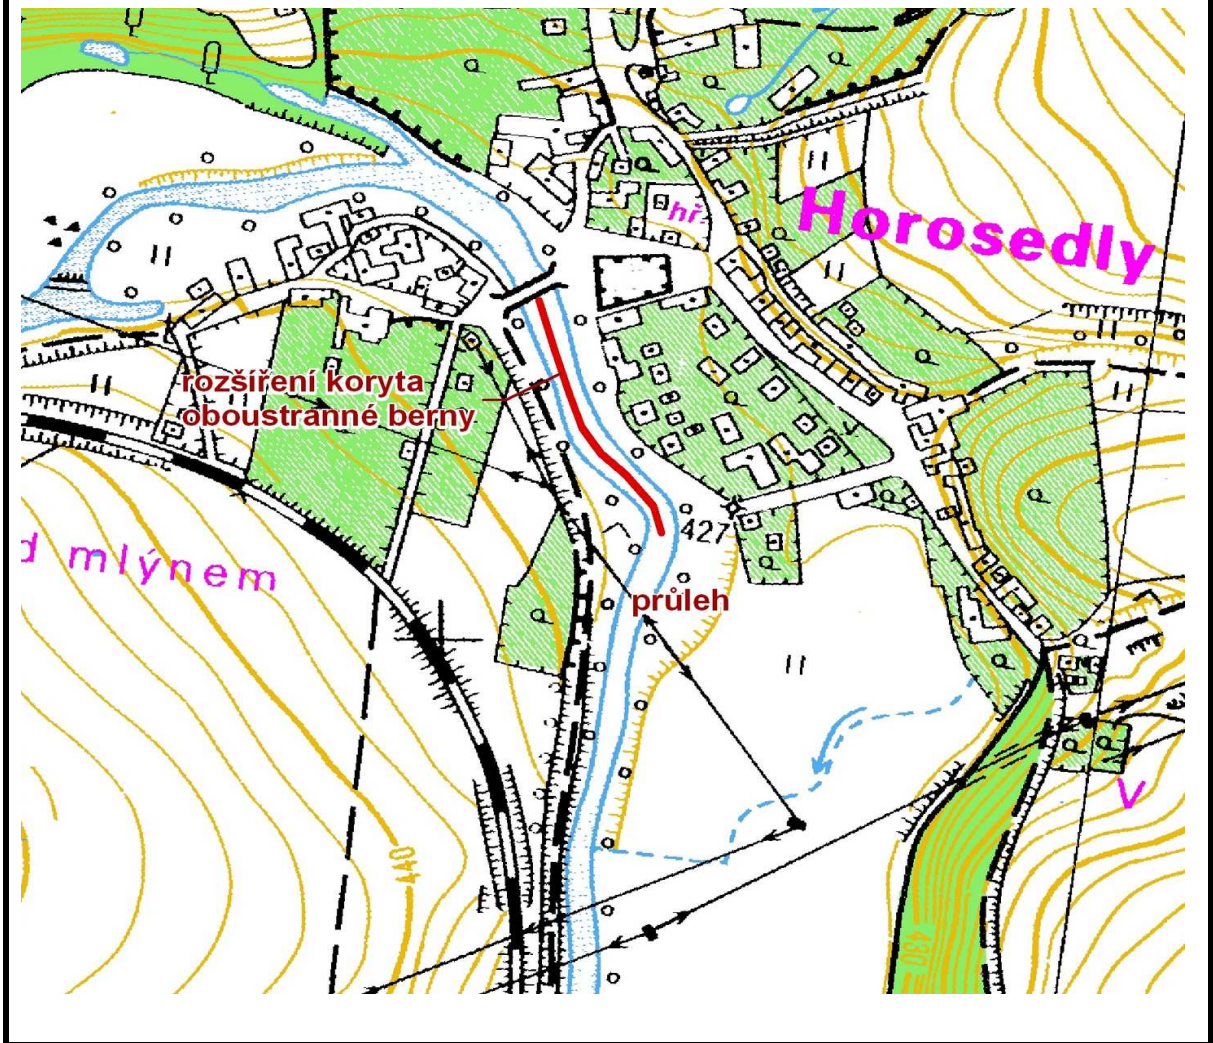 hř.
Horosedly
rozšíření koryta
oboustranné berny
427
d mlýnem
průleh
V
440
430